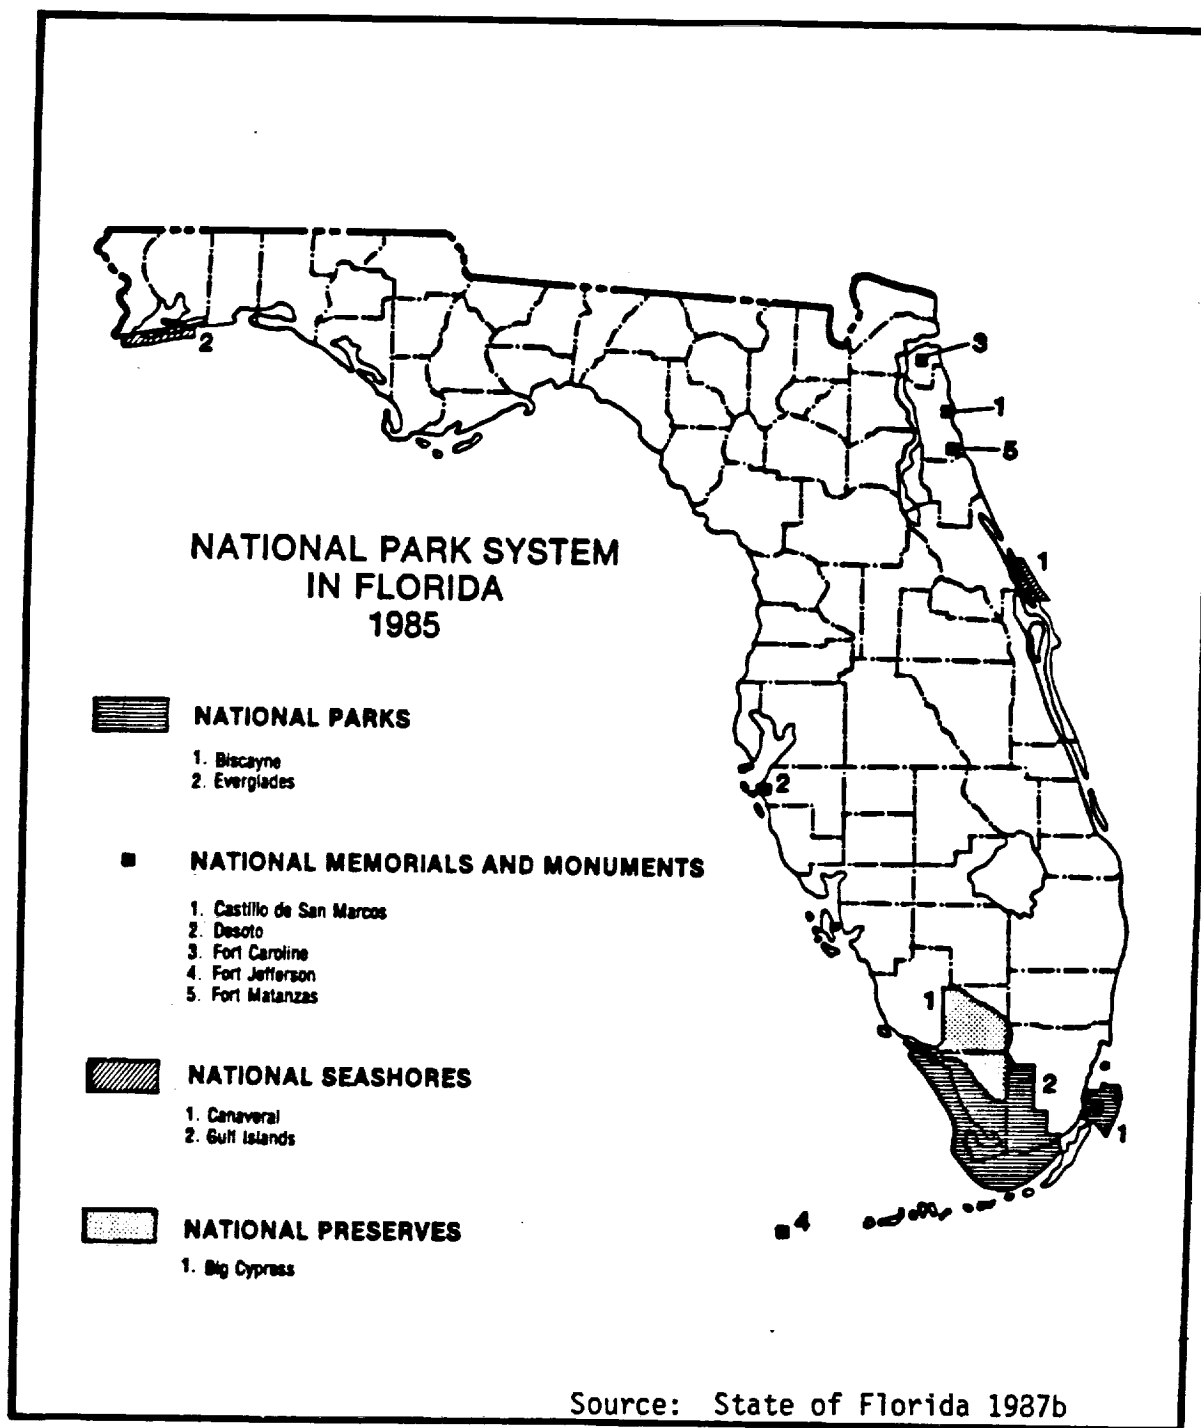 2
3
1
5
1
NATIONAL PARK SYSTEM
IN FLORIDA
1985
NATIONAL PARKS
1. Biscayne
2. Everglades
2
NATIONAL MEMORIALS AND MONUMENTS
1. Castillo de San Marcos
2. Desoto
3. Fort Caroline
4. Fort Jefferson
5. Fort Matanzas
1
NATIONAL SEASHORES
1. Canaveral
2. Gulf Islands
2
1
NATIONAL PRESERVES
1. Big Cypress
4
Source: State of Florida 1987b